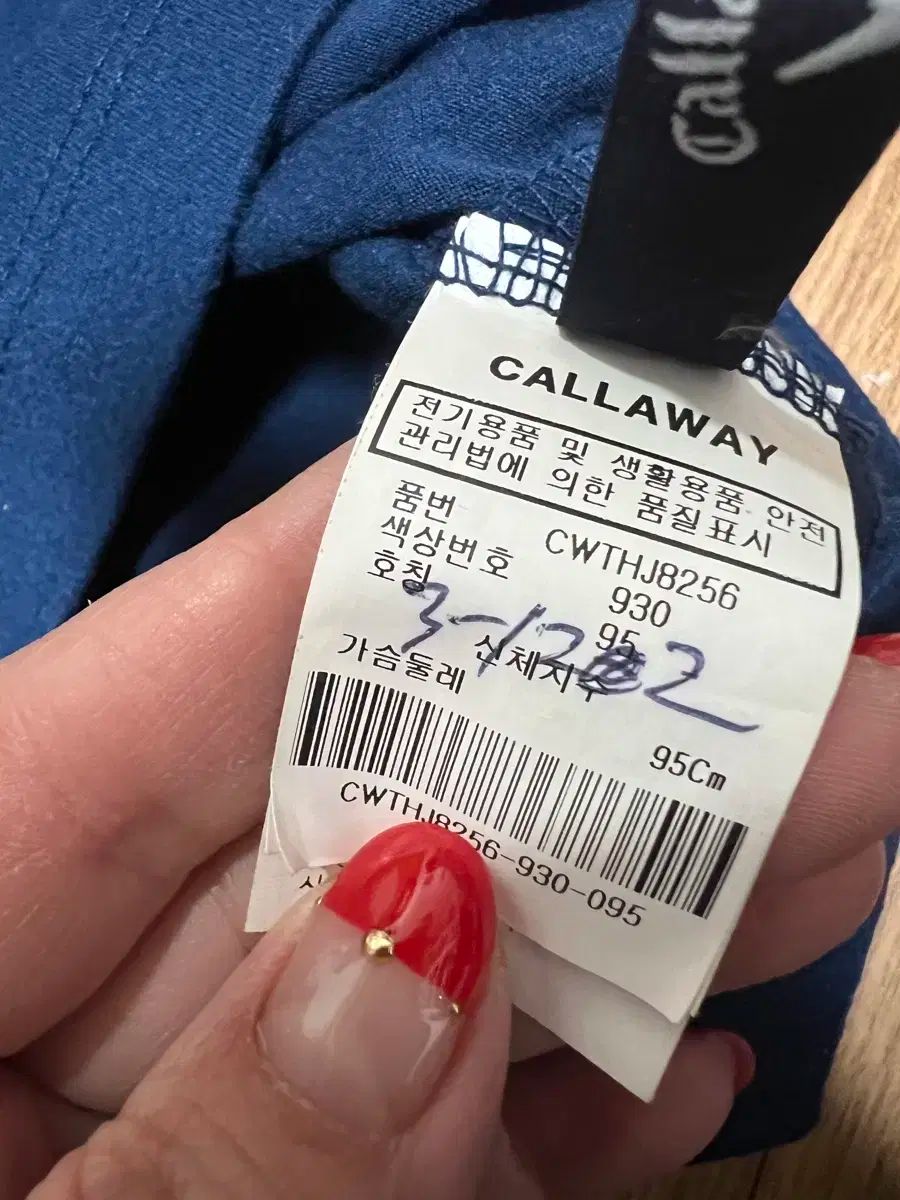 Calla
CALLAWAY
전기용품 및 생활용품 안전
관리법에 의한 품질표시
품번 CWTHJ8256
색상번호 930
호칭 95
신체치수
가슴둘레 95Cm
CWTHJ8256-930-095